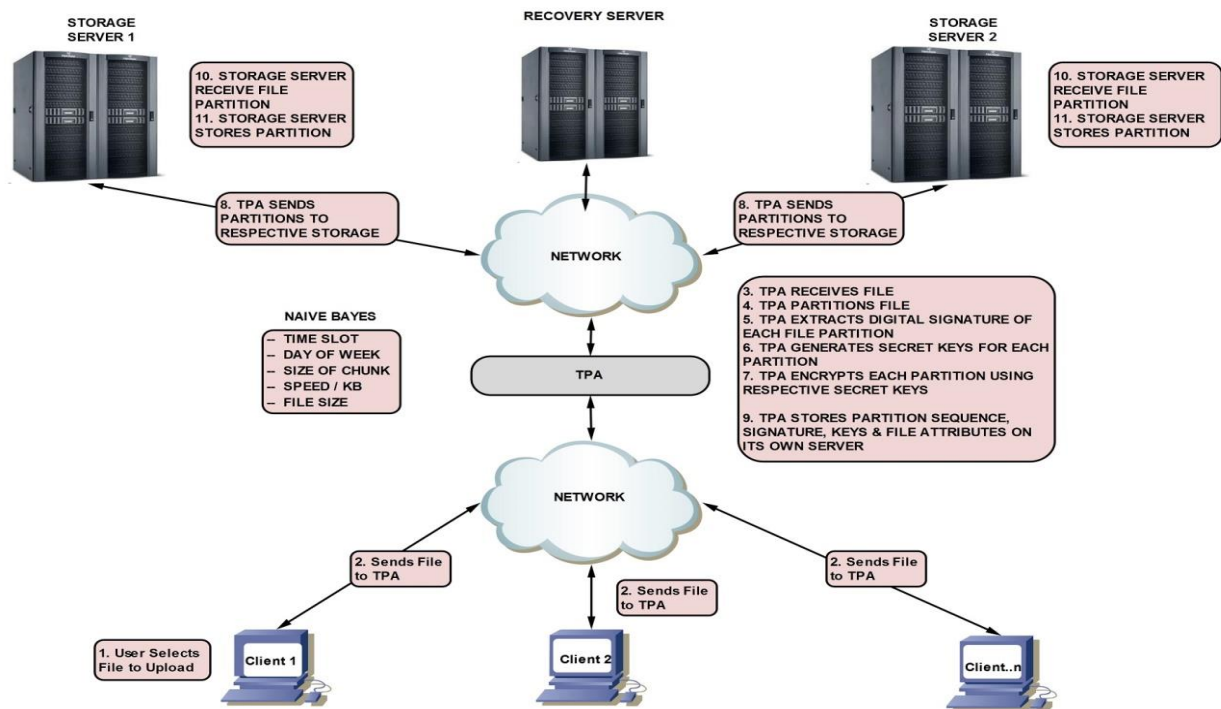 STORAGE
SERVER 1
RECOVERY SERVER
STORAGE
SERVER 2
10. STORAGE SERVER
RECEIVE FILE
PARTITION
11. STORAGE SERVER
STORES PARTITION
10. STORAGE SERVER
RECEIVE FILE
PARTITION
11. STORAGE SERVER
STORES PARTITION
8. TPA SENDS
PARTITIONS TO
RESPECTIVE STORAGE
NETWORK
8. TPA SENDS
PARTITIONS TO
RESPECTIVE STORAGE
NAIVE BAYES
-- TIME SLOT
-- DAY OF WEEK
-- SIZE OF CHUNK
-- SPEED / KB
-- FILE SIZE
TPA
3. TPA RECEIVES FILE
4. TPA PARTITIONS FILE
5. TPA EXTRACTS DIGITAL SIGNATURE OF
EACH FILE PARTITION
6. TPA GENERATES SECRET KEYS FOR EACH
PARTITION
7. TPA ENCRYPTS EACH PARTITION USING
RESPECTIVE SECRET KEYS
9. TPA STORES PARTITION SEQUENCE,
SIGNATURE, KEYS & FILE ATTRIBUTES ON
ITS OWN SERVER
NETWORK
2. Sends File
to TPA
2. Sends File
to TPA
2. Sends File
to TPA
1. User Selects
File to Upload
Client 1
Client 2
Client..n